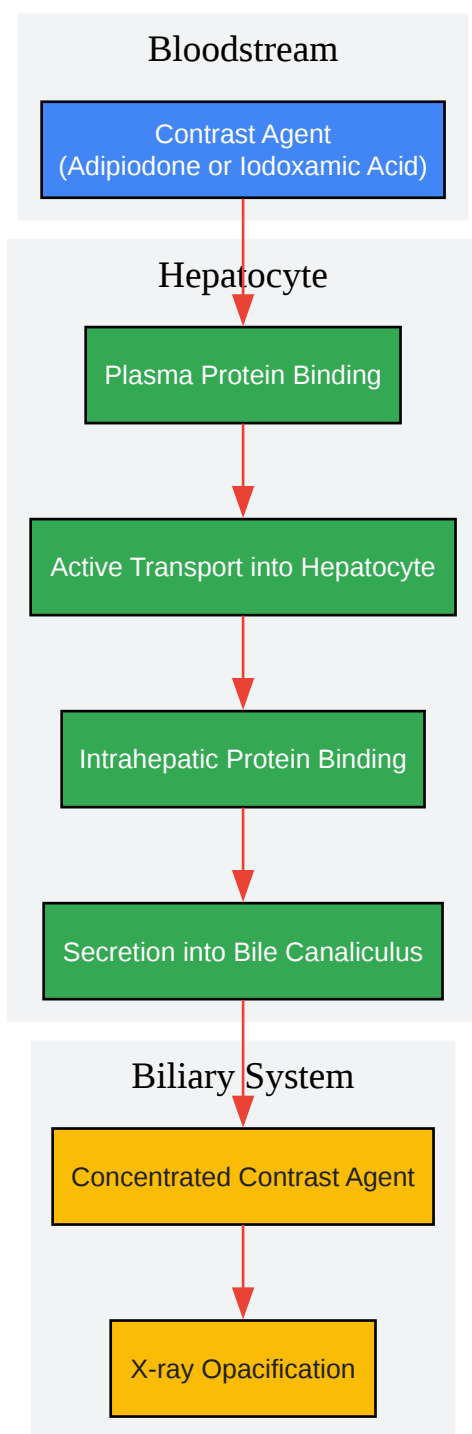 Bloodstream
Contrast Agent
(Adipiodone or Iodoxamic Acid)
Hepatocyte
Plasma Protein Binding
Active Transport into Hepatocyte
Intrahepatic Protein Binding
Secretion into Bile Canaliculus
Biliary System
Concentrated Contrast Agent
X-ray Opacification